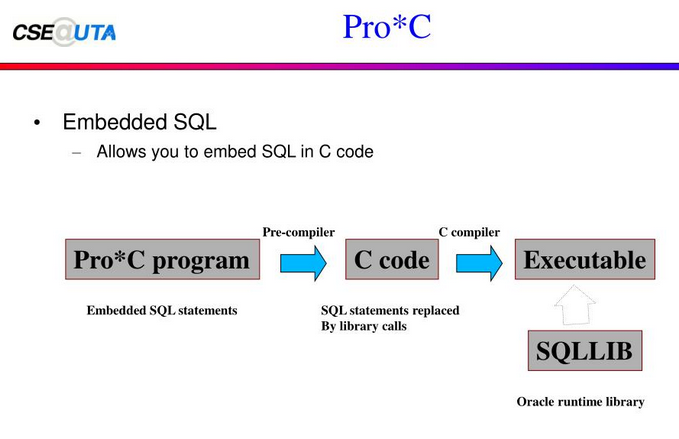 CSE@UTA
Pro*C
• Embedded SQL
– Allows you to embed SQL in C code
Pre-compiler
C compiler
Pro*C program
C code
Executable
Embedded SQL statements
SQL statements replaced
By library calls
SQLLIB
Oracle runtime library